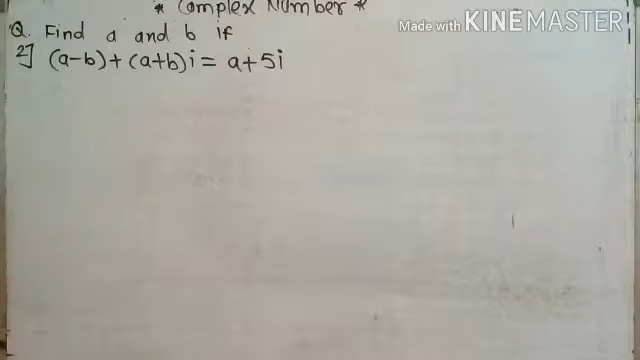 * Complex Number *
Made with KINEMASTER
Q. Find a and b if
2] (a-b)+(a+b)i = a+5i